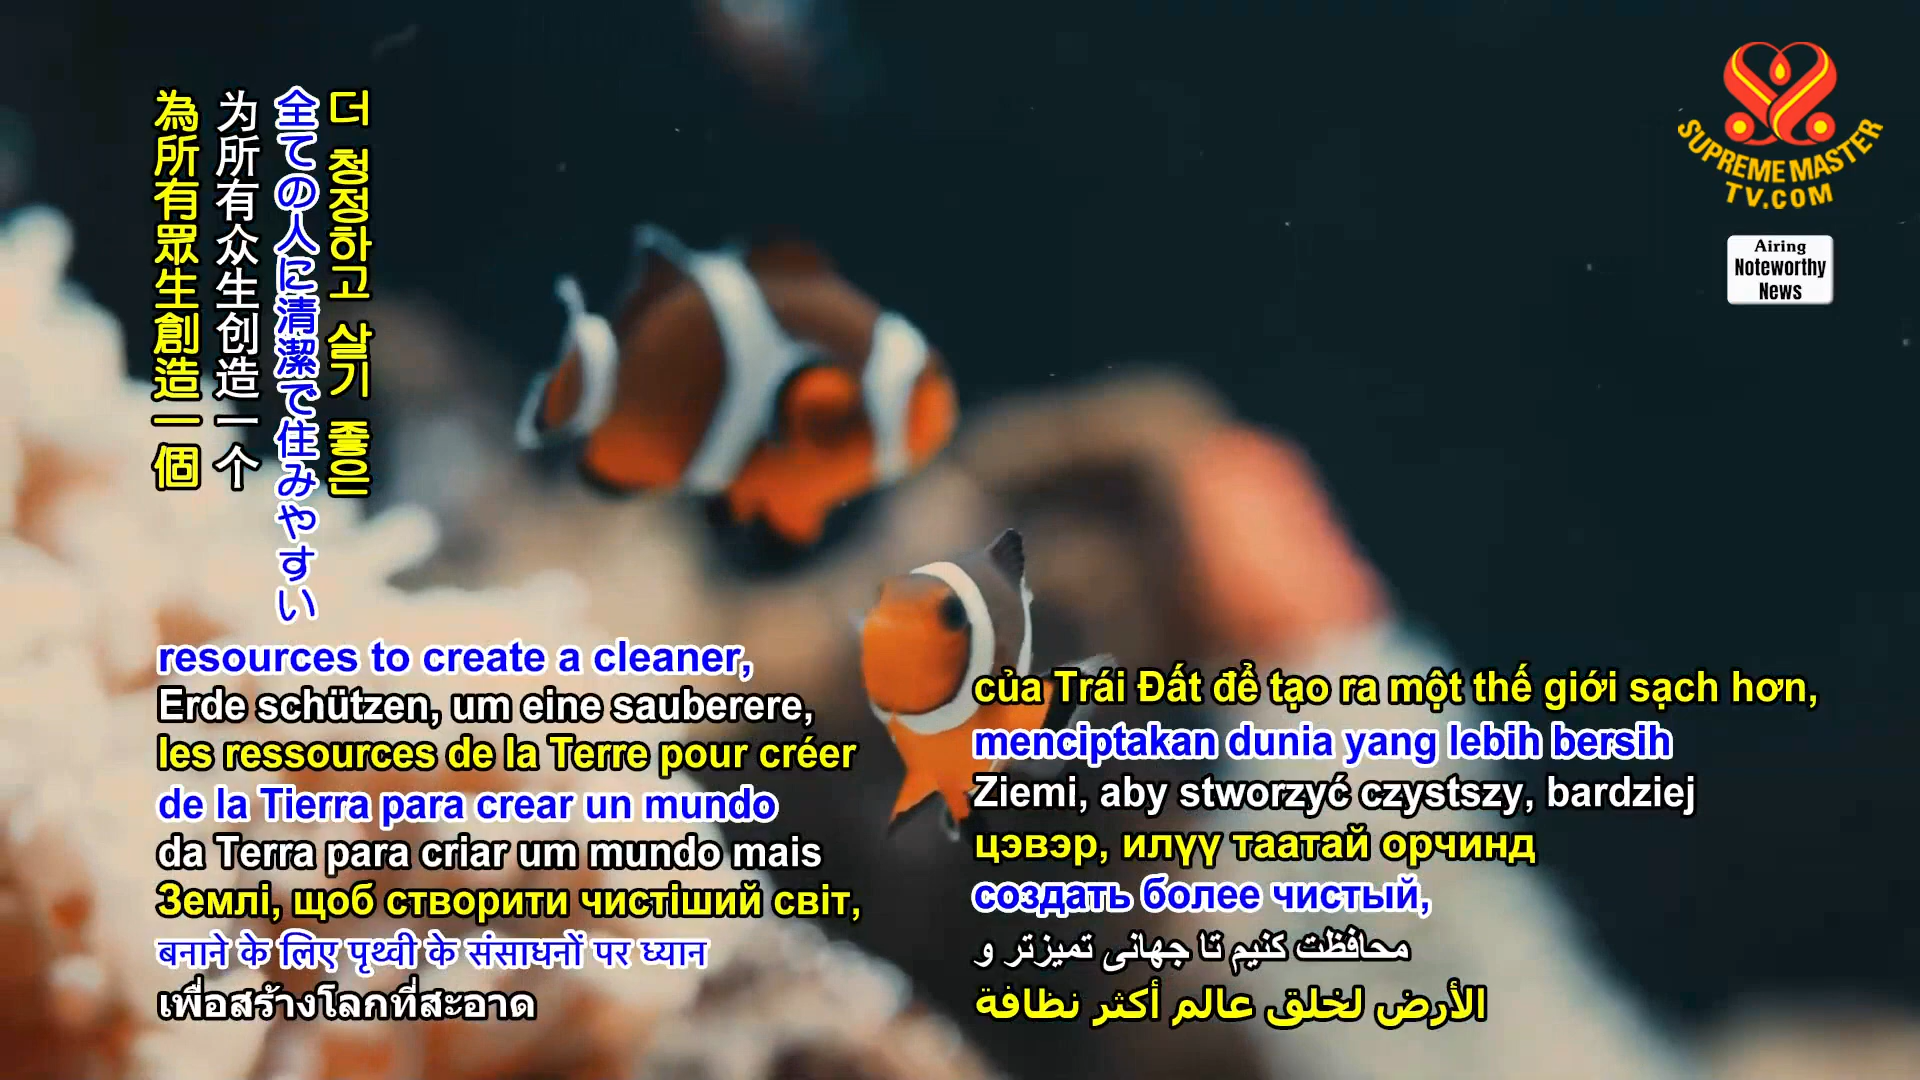 為所有眾生創造一個
为所有众生创造一个
全ての人に清潔で住みやすい
더 청정하고 살기 좋은
SUPREME MASTER
TV.COM
Airing
Noteworthy
News
resources to create a cleaner,
Erde schützen, um eine sauberere,
les ressources de la Terre pour créer
de la Tierra para crear un mundo
da Terra para criar um mundo mais
Землі, щоб створити чистіший світ,
बनाने के लिए पृथ्वी के संसाधनों पर ध्यान
เพื่อสร้างโลกที่สะอาด
của Trái Đất để tạo ra một thế giới sạch hơn,
menciptakan dunia yang lebih bersih
Ziemi, aby stworzyć czystszy, bardziej
цэвэр, илүү таатай орчинд
создать более чистый,
محافظت کنیم تا جهانی تمیزتر و
الأرض لخلق عالم أكثر نظافة